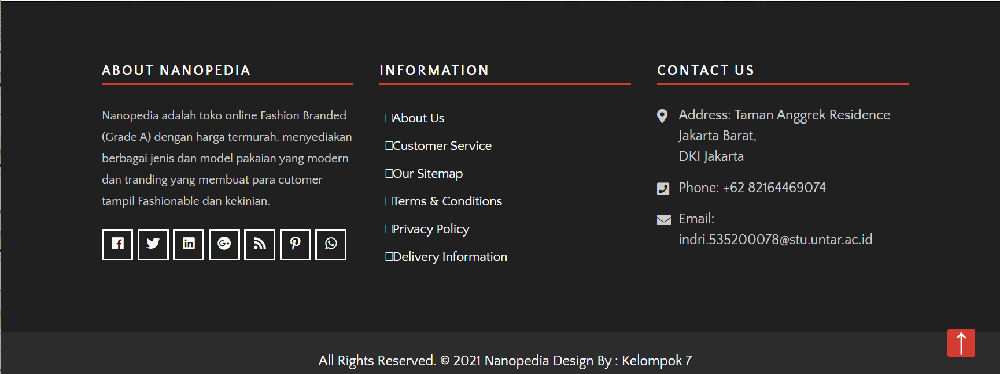 ABOUT NANOPEDIA
Nanopedia adalah toko online Fashion Branded
(Grade A) dengan harga termurah. menyediakan
berbagai jenis dan model pakaian yang modern
dan tranding yang membuat para cutomer
tampil Fashionable dan kekinian.
INFORMATION
About Us
Customer Service
Our Sitemap
Terms & Conditions
Privacy Policy
Delivery Information
CONTACT US
Address: Taman Anggrek Residence
Jakarta Barat,
DKI Jakarta
Phone: +62 82164469074
Email:
indri.535200078@stu.untar.ac.id
All Rights Reserved. © 2021 Nanopedia Design By : Kelompok 7